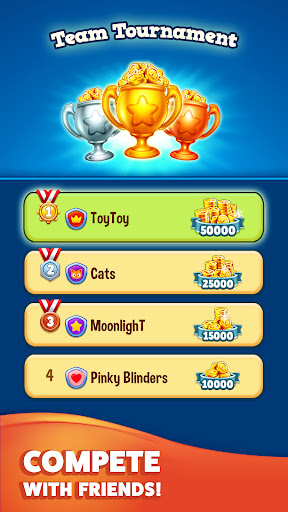 Team Tournament
1 ToyToy 50000
2 Cats 25000
3 MoonlighT 15000
4 Pinky Blinders 10000
COMPETE
WITH FRIENDS!